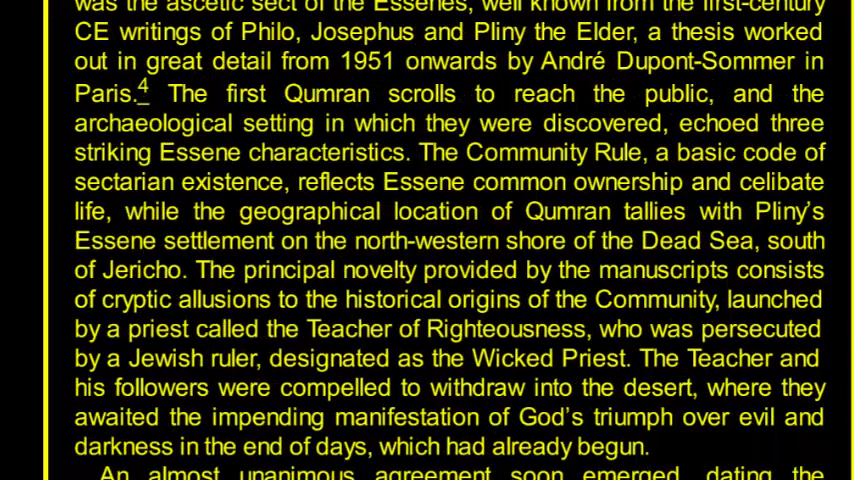 was the ascetic sect of the Essenes, well known from the first-century
CE writings of Philo, Josephus and Pliny the Elder, a thesis worked
out in great detail from 1951 onwards by André Dupont-Sommer in
Paris.4 The first Qumran scrolls to reach the public, and the
archaeological setting in which they were discovered, echoed three
striking Essene characteristics. The Community Rule, a basic code of
sectarian existence, reflects Essene common ownership and celibate
life, while the geographical location of Qumran tallies with Pliny’s
Essene settlement on the north-western shore of the Dead Sea, south
of Jericho. The principal novelty provided by the manuscripts consists
of cryptic allusions to the historical origins of the Community, launched
by a priest called the Teacher of Righteousness, who was persecuted
by a Jewish ruler, designated as the Wicked Priest. The Teacher and
his followers were compelled to withdraw into the desert, where they
awaited the impending manifestation of God’s triumph over evil and
darkness in the end of days, which had already begun.
An almost unanimous agreement soon emerged, dating the